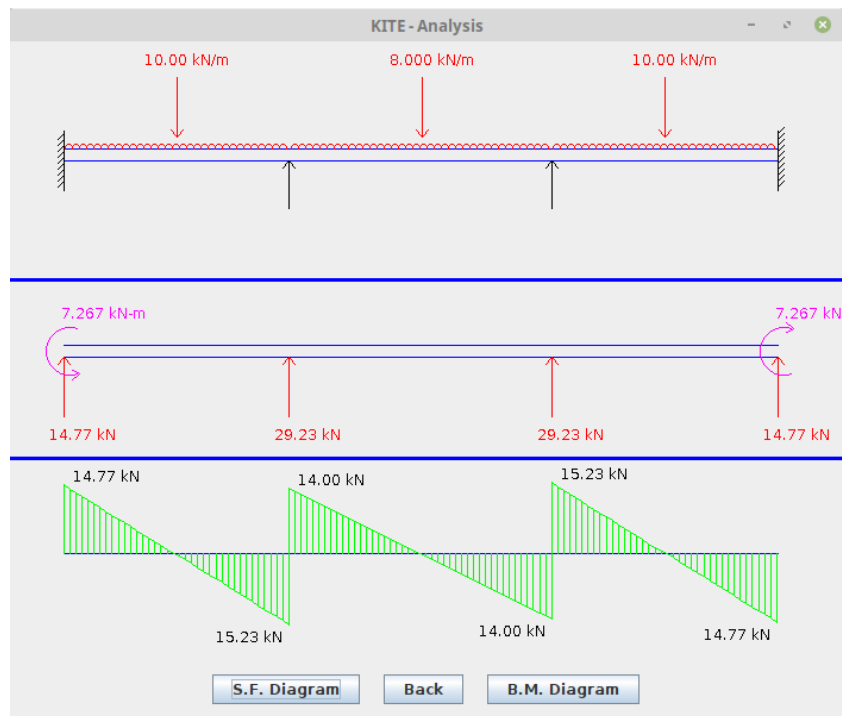 KITE - Analysis
10.00 kN/m 8.000 kN/m 10.00 kN/m
7.267 kN-m 7.267 kN
14.77 kN 29.23 kN 29.23 kN 14.77 kN
14.77 kN 14.00 kN 15.23 kN
15.23 kN 14.00 kN 14.77 kN
S.F. Diagram Back B.M. Diagram